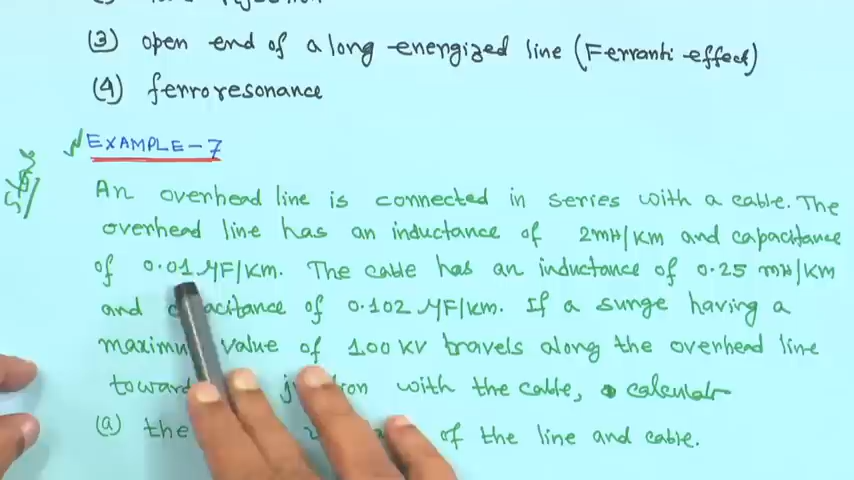 (3) open end of a long energized line (Ferranti effect)
(4) ferroresonance
EXAMPLE-7
An overhead line is connected in series with a cable. The
overhead line has an inductance of 2mH/km and capacitance
of 0.01 μF/km. The cable has an inductance of 0.25 mH/km
and capacitance of 0.102 μF/km. If a surge having a
maximum value of 100 kV travels along the overhead line
with the cable, calculate
(a) the of the line and cable.